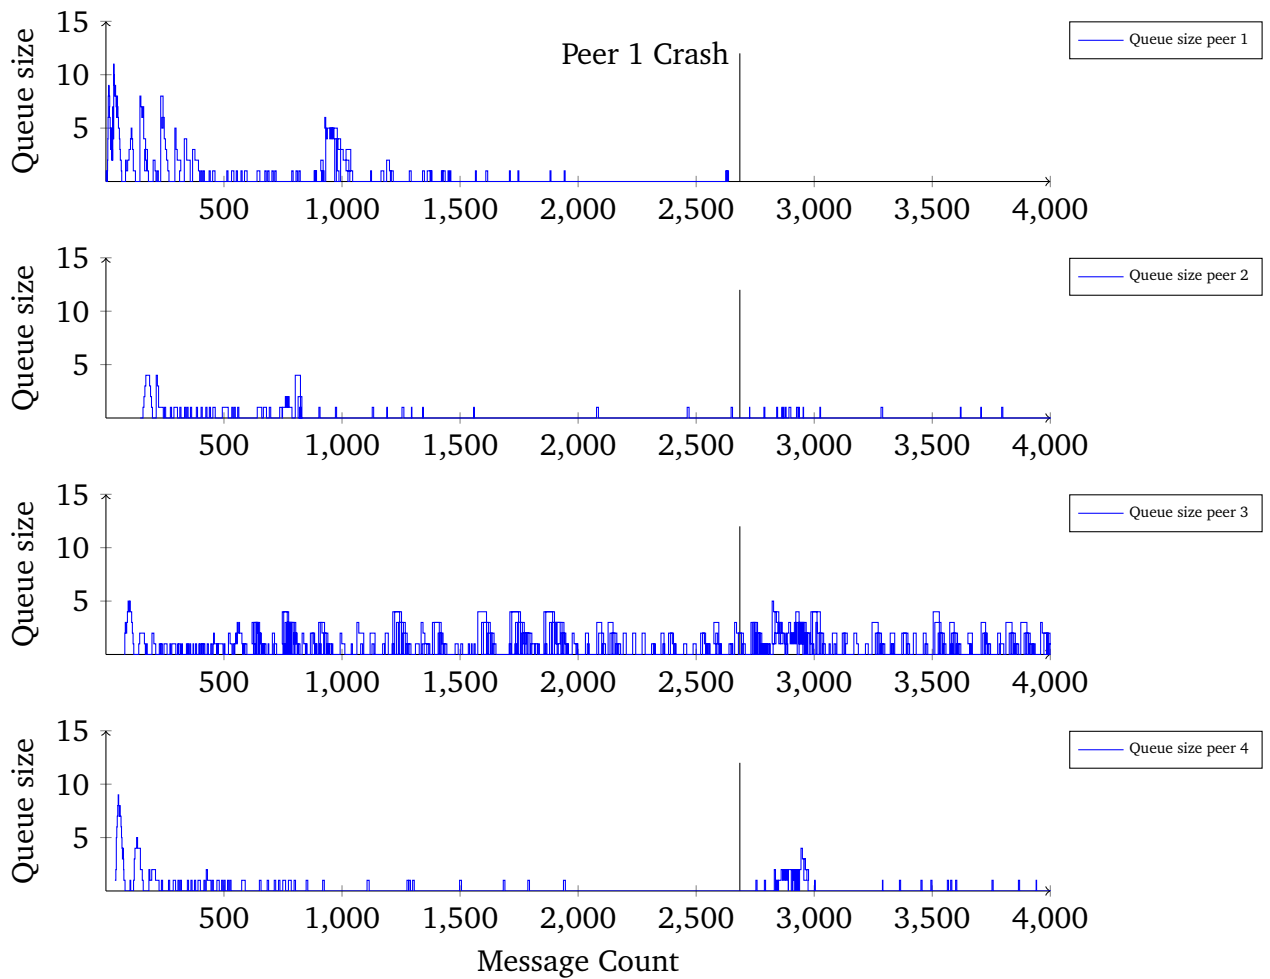 15
10
5
Queue size
Peer 1 Crash
Queue size peer 1
500 1,000 1,500 2,000 2,500 3,000 3,500 4,000
15
10
5
Queue size
Queue size peer 2
500 1,000 1,500 2,000 2,500 3,000 3,500 4,000
15
10
5
Queue size
Queue size peer 3
500 1,000 1,500 2,000 2,500 3,000 3,500 4,000
15
10
5
Queue size
Queue size peer 4
500 1,000 1,500 2,000 2,500 3,000 3,500 4,000
Message Count